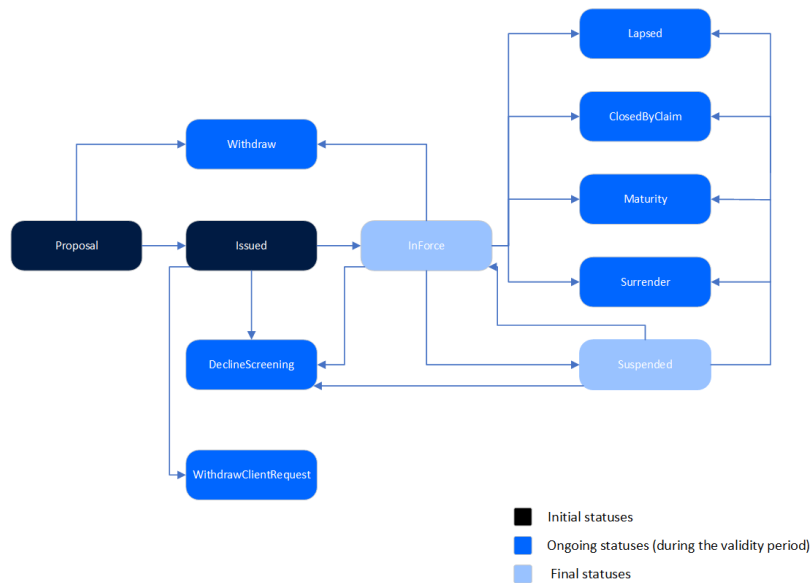 Lapsed
ClosedByClaim
Withdraw
Maturity
Proposal
Issued
InForce
Surrender
DeclineScreening
Suspended
WithdrawClientRequest
Initial statuses
Ongoing statuses (during the validity period)
Final statuses